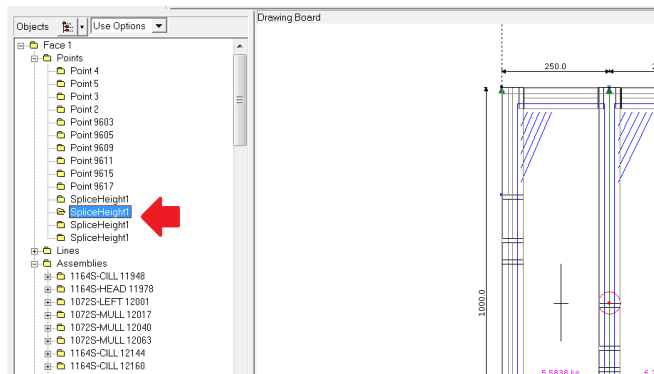 Drawing Board
Objects Use Options
Face 1
Points
Point 4
Point 5
Point 3
Point 2
Point 9603
Point 9605
Point 9609
Point 9611
Point 9615
Point 9617
SpliceHeight1
SpliceHeight1
SpliceHeight1
SpliceHeight1
Lines
Assemblies
1164S-CILL 11948
1164S-HEAD 11978
1072S-LEFT 12001
1072S-MULL 12017
1072S-MULL 12040
1072S-MULL 12063
1164S-CILL 12144
1164S-CILL 12160
250.0
1000.0
5.5838 kg